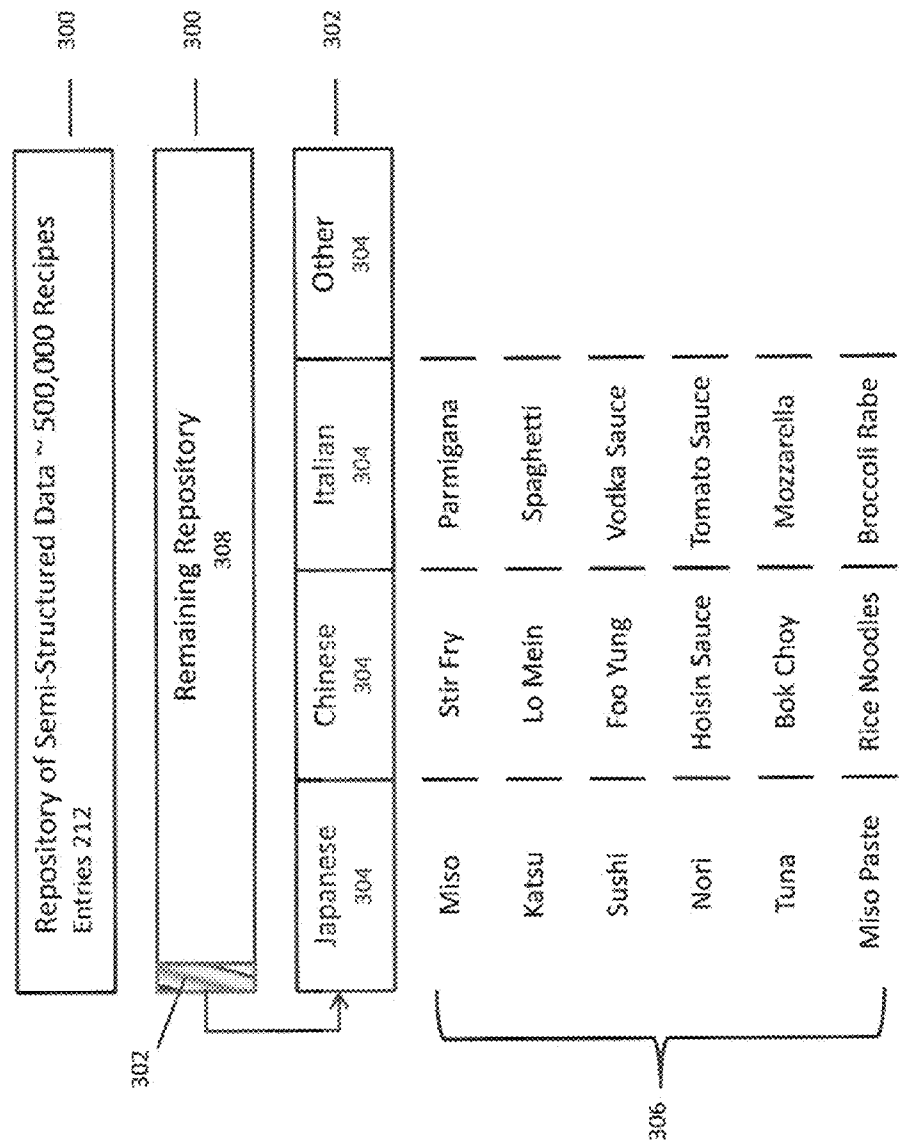 Repository of Semi-Structured Data ~ 500,000 Recipes
Entries 212
300
302
Remaining Repository
308
300
Japanese
304
Chinese
304
Italian
304
Other
304
302
306
Miso
Stir Fry
Parmigana
Katsu
Lo Mein
Spaghetti
Sushi
Foo Yung
Vodka Sauce
Nori
Hoisin Sauce
Tomato Sauce
Tuna
Bok Choy
Mozzarella
Miso Paste
Rice Noodles
Broccoli Rabe